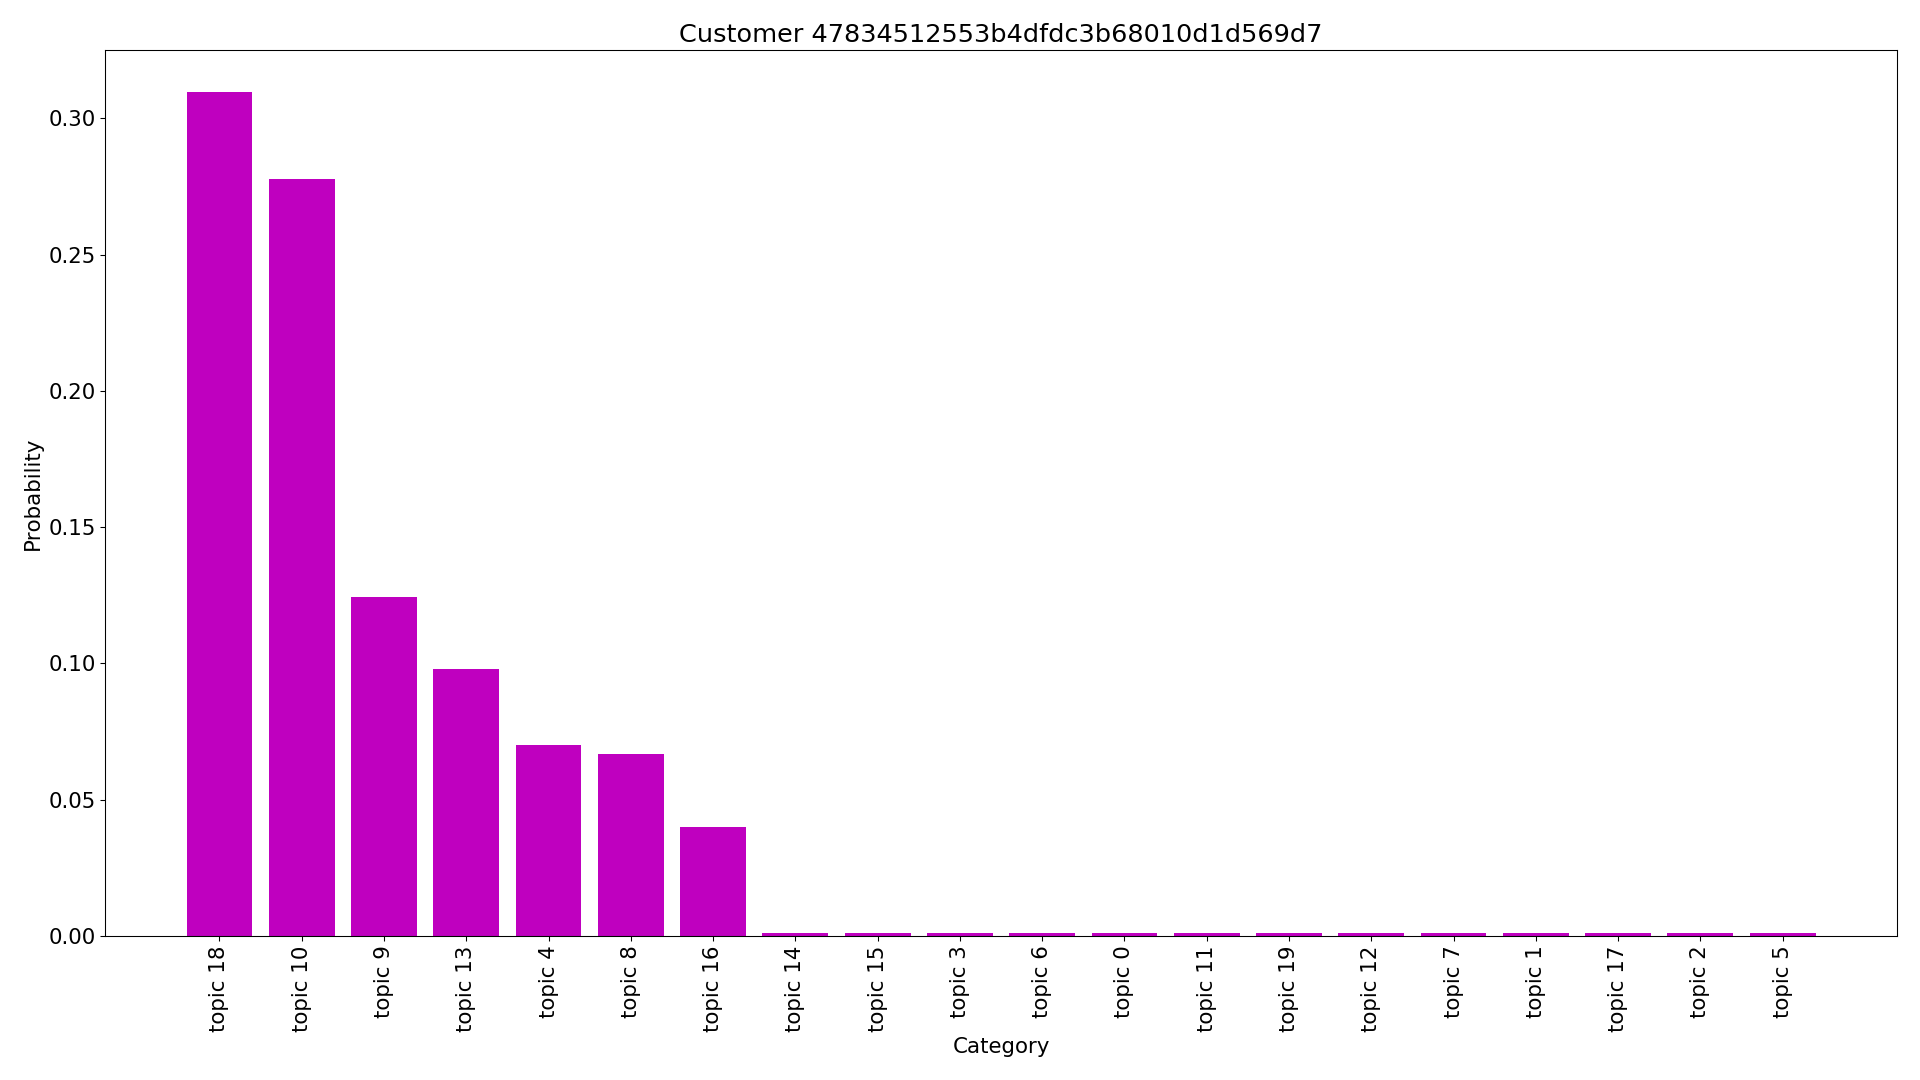 Customer 47834512553b4dfdc3b68010d1d569d7
Probability
0.30
0.25
0.20
0.15
0.10
0.05
0.00
topic 18
topic 10
topic 9
topic 13
topic 4
topic 8
topic 16
topic 14
topic 15
topic 3
topic 6
topic 0
topic 11
topic 19
topic 12
topic 7
topic 1
topic 17
topic 2
topic 5
Category